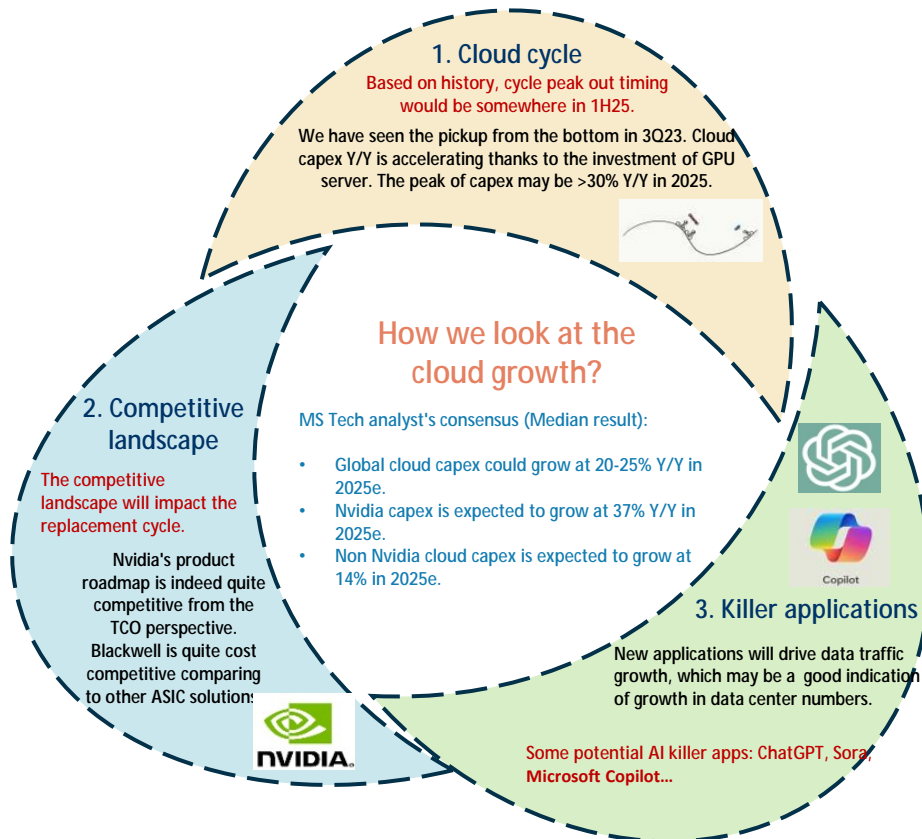 1. Cloud cycle
Based on history, cycle peak out timing
would be somewhere in 1H25.
We have seen the pickup from the bottom in 3Q23. Cloud
capex Y/Y is accelerating thanks to the investment of GPU
server. The peak of capex may be >30% Y/Y in 2025.
How we look at the
cloud growth?
MS Tech analyst's consensus (Median result):
• Global cloud capex could grow at 20-25% Y/Y in
2025e.
• Nvidia capex is expected to grow at 37% Y/Y in
2025e.
• Non Nvidia cloud capex is expected to grow at
14% in 2025e.
2. Competitive
landscape
The competitive
landscape will impact the
replacement cycle.
Nvidia's product
roadmap is indeed quite
competitive from the
TCO perspective.
Blackwell is quite cost
competitive comparing
to other ASIC solutions
NVIDIA.
Copilot
3. Killer applications
New applications will drive data traffic
growth, which may be a good indication
of growth in data center numbers.
Some potential AI killer apps: ChatGPT, Sora,
Microsoft Copilot...